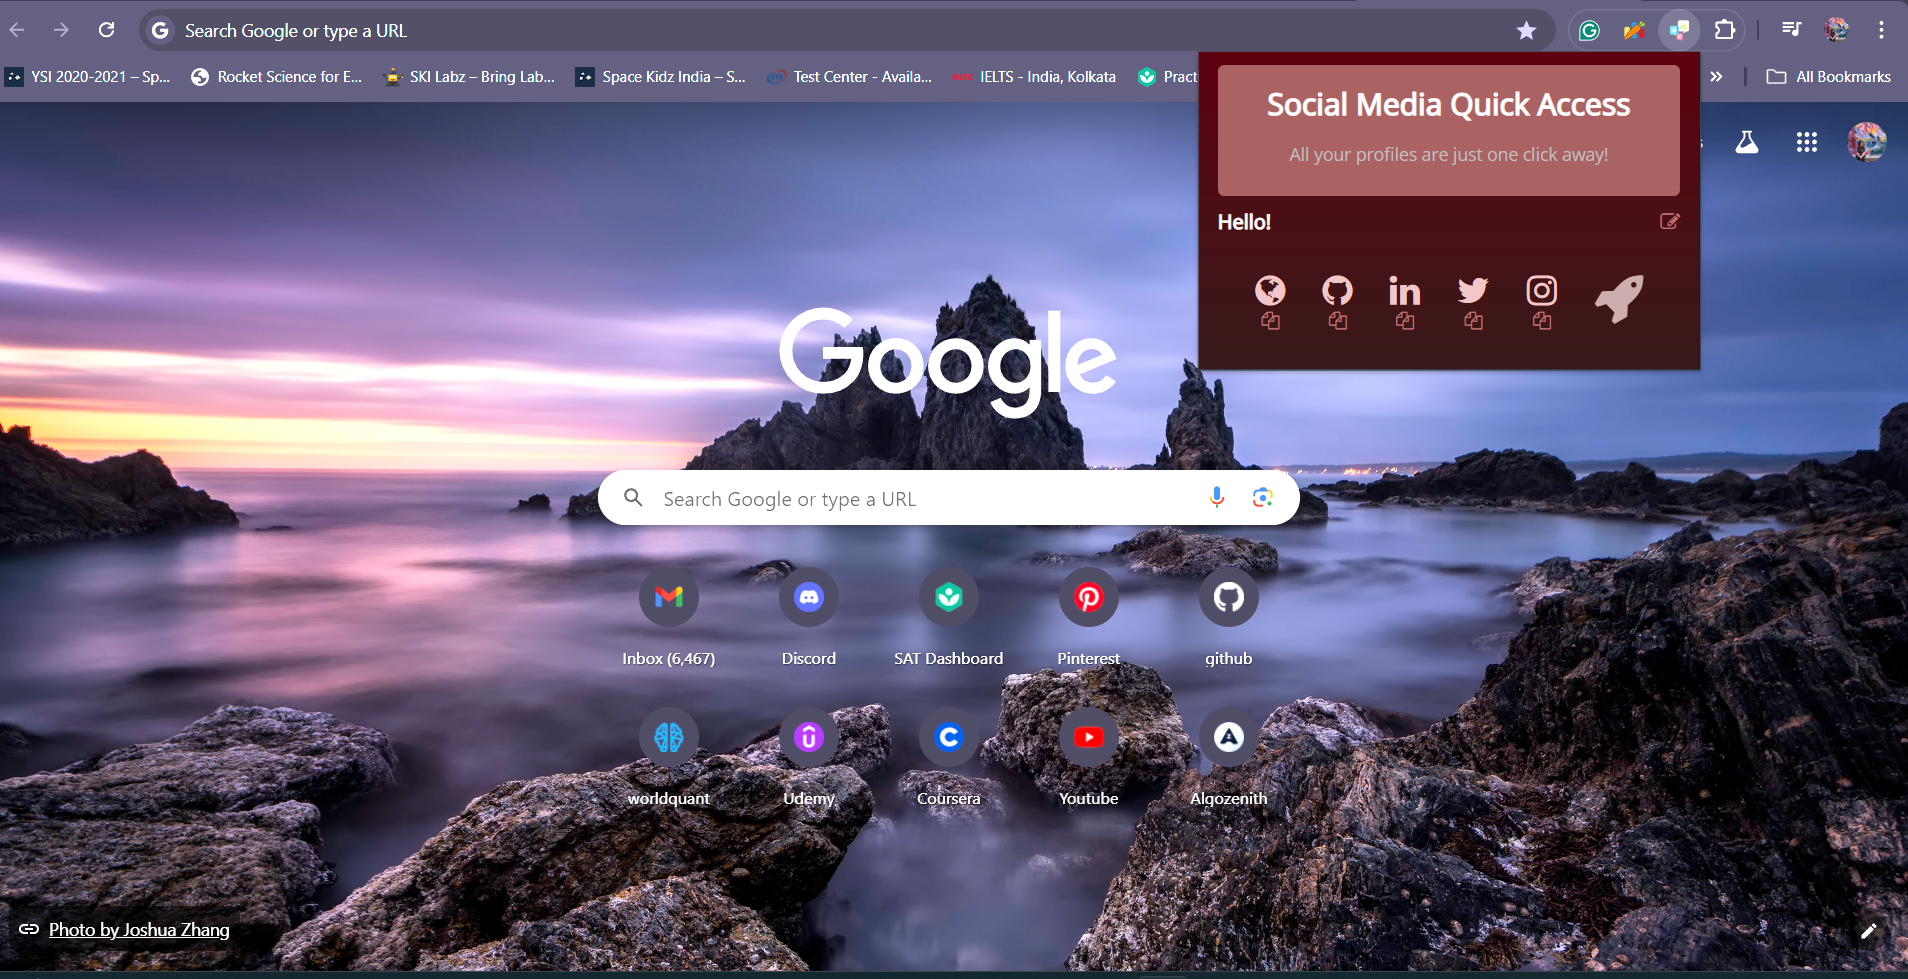 Search Google or type a URL
YSI 2020-2021 – Sp...
Rocket Science for E...
SKI Labz – Bring Lab...
Space Kidz India – S...
Test Center - Availa...
IELTS - India, Kolkata
Pract
All Bookmarks
Social Media Quick Access
All your profiles are just one click away!
Hello!
Google
Search Google or type a URL
Inbox (6,467)
Discord
SAT Dashboard
Pinterest
github
worldquant
Udemy
Coursera
Youtube
Algozenith
Photo by Joshua Zhang